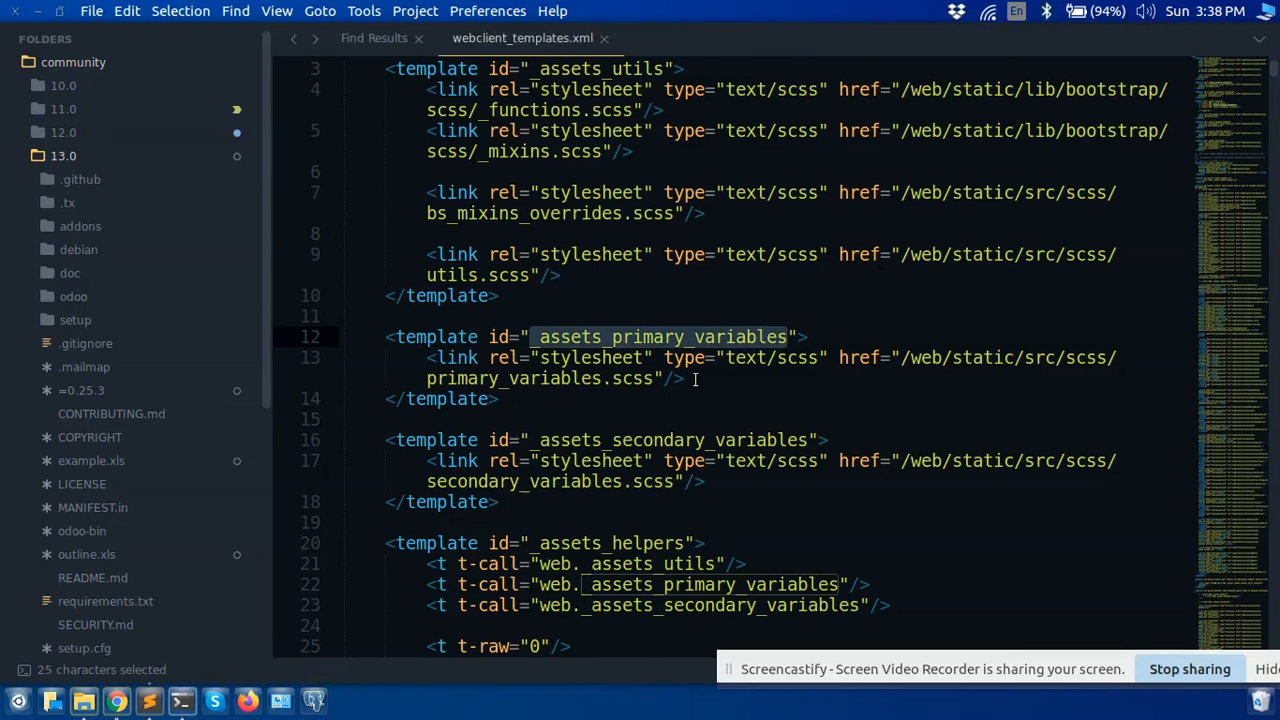 File Edit Selection Find View Goto Tools Project Preferences Help
En (94%) Sun 3:38 PM
FOLDERS
community
10.0
11.0
12.0
13.0
.github
.tx
addons
debian
doc
odoo
setup
.gitignore
.mailmap
=0.25.3
CONTRIBUTING.md
COPYRIGHT
example.xls
LICENSE
MANIFEST.in
odoo-bin
outline.xls
README.md
requirements.txt
SECURITY.md
setup.cfg
Find Results webclient_templates.xml
3 <template id="_assets_utils">
4 <link rel="stylesheet" type="text/scss" href="/web/static/lib/bootstrap/
scss/_functions.scss"/>
5 <link rel="stylesheet" type="text/scss" href="/web/static/lib/bootstrap/
scss/_mixins.scss"/>
6
7 <link rel="stylesheet" type="text/scss" href="/web/static/src/scss/
bs_mixins_overrides.scss"/>
8
9 <link rel="stylesheet" type="text/scss" href="/web/static/src/scss/
utils.scss"/>
10 </template>
11
12 <template id="_assets_primary_variables">
13 <link rel="stylesheet" type="text/scss" href="/web/static/src/scss/
primary_variables.scss"/>
14 </template>
15
16 <template id="_assets_secondary_variables">
17 <link rel="stylesheet" type="text/scss" href="/web/static/src/scss/
secondary_variables.scss"/>
18 </template>
19
20 <template id="_assets_helpers">
21 <t t-call="web._assets_utils"/>
22 <t t-call="web._assets_primary_variables"/>
23 <t t-call="web._assets_secondary_variables"/>
24
25 <t t-raw="0"/>
Screencastify - Screen Video Recorder is sharing your screen. Stop sharing Hide
25 characters selected